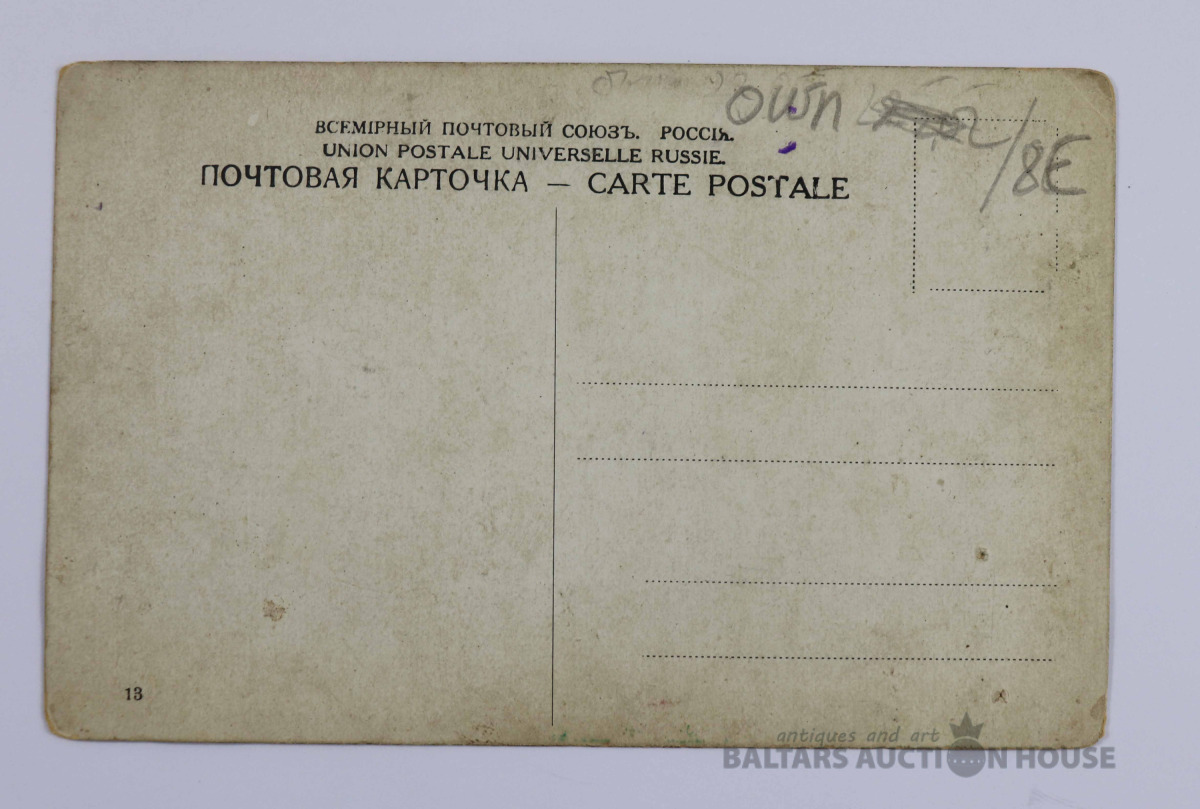 ВСЕМІРНЫЙ ПОЧТОВЫЙ СОЮЗЪ. РОССІЯ.
UNION POSTALE UNIVERSELLE RUSSIE.
ПОЧТОВАЯ КАРТОЧКА — CARTE POSTALE
/8€
13
antiques and art
BALTARS AUCTION HOUSE